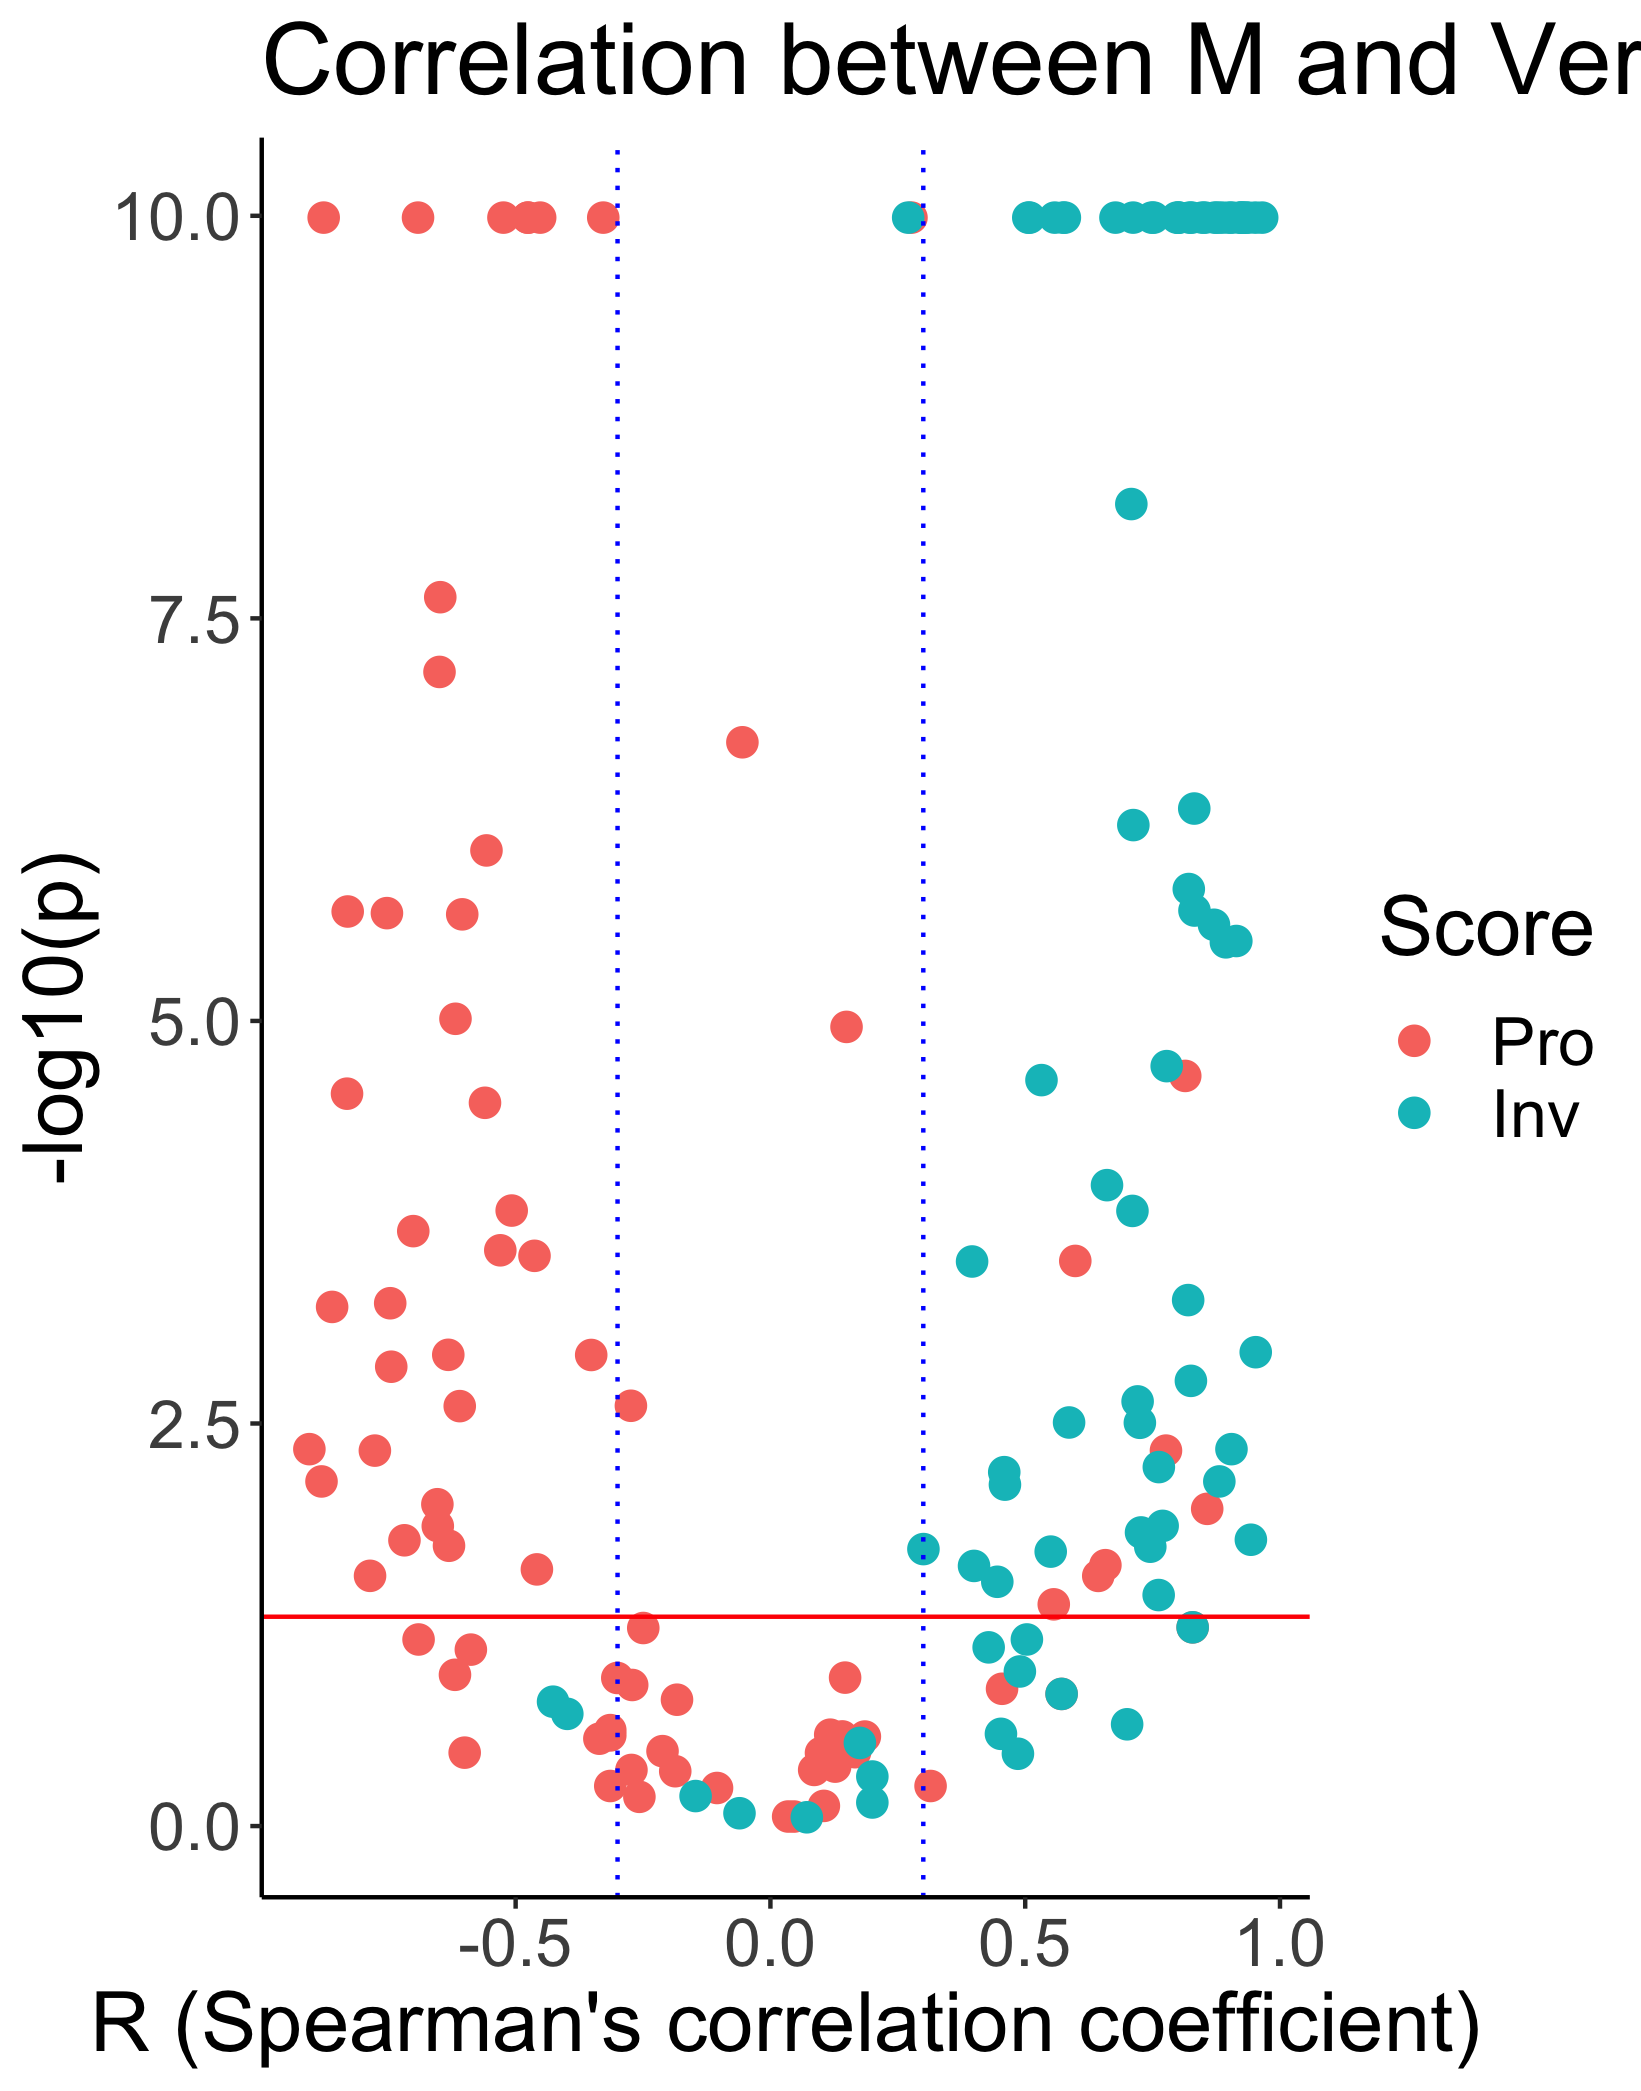 Correlation between M and Ver
10.0
7.5
5.0
2.5
0.0
-log10(p)
-0.5 0.0 0.5 1.0
R (Spearman's correlation coefficient)
Score
Pro
Inv